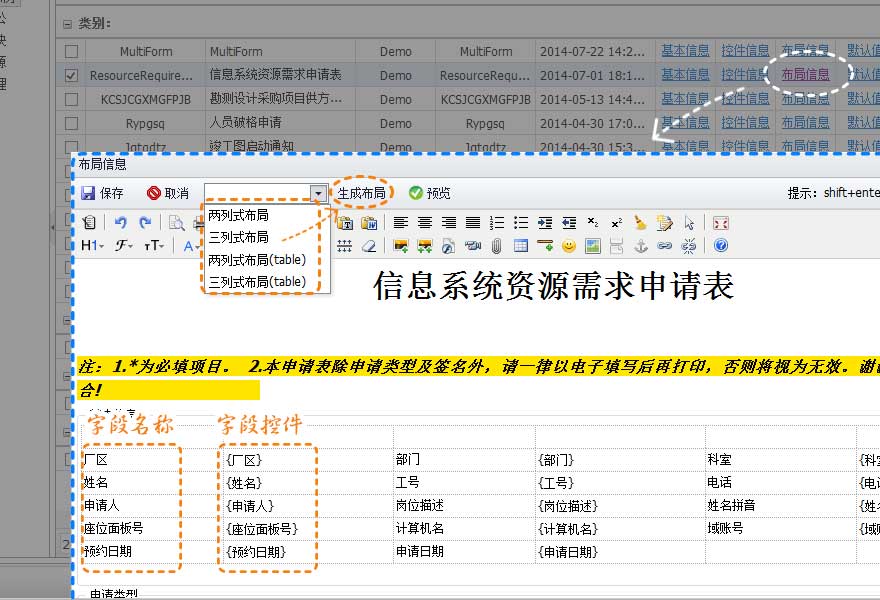 类别:
MultiForm MultiForm Demo MultiForm 2014-07-22 14:2... 基本信息 控件信息 布局信息 默认值
ResourceRequire... 信息系统资源需求申请表 Demo ResourceRequ... 2014-07-01 18:1... 基本信息 控件信息 布局信息 默认值
KCSJCGXMGFPJB 勘测设计采购项目供方... Demo KCSJCGXMGFPJB 2014-05-13 14:4... 基本信息 控件信息 布局信息 默认值
Rypgsq 人员破格申请 Demo Rypgsq 2014-04-30 17:0... 基本信息 控件信息 布局信息 默认值
Jgtqdtz 竣工图启动通知 Demo Jgtqdtz 2014-04-30 15:3... 基本信息 控件信息 布局信息 默认值
布局信息
保存 取消 生成布局 预览 提示: shift+ente
两列式布局
三列式布局
两列式布局(table)
三列式布局(table)
H1 F тT A
信息系统资源需求申请表
注: 1.*为必填项目。 2.本申请表除申请类型及签名外，请一律以电子填写后再打印，否则将视为无效。谢
合!
字段名称 字段控件
厂区 {厂区} 部门 {部门} 科室 {科室
姓名 {姓名} 工号 {工号} 电话 {电话
申请人 {申请人} 岗位描述 {岗位描述} 姓名拼音 {姓名
座位面板号 {座位面板号} 计算机名 {计算机名} 域账号 {域账
预约日期 {预约日期} 申请日期 {申请日期}
申请类型